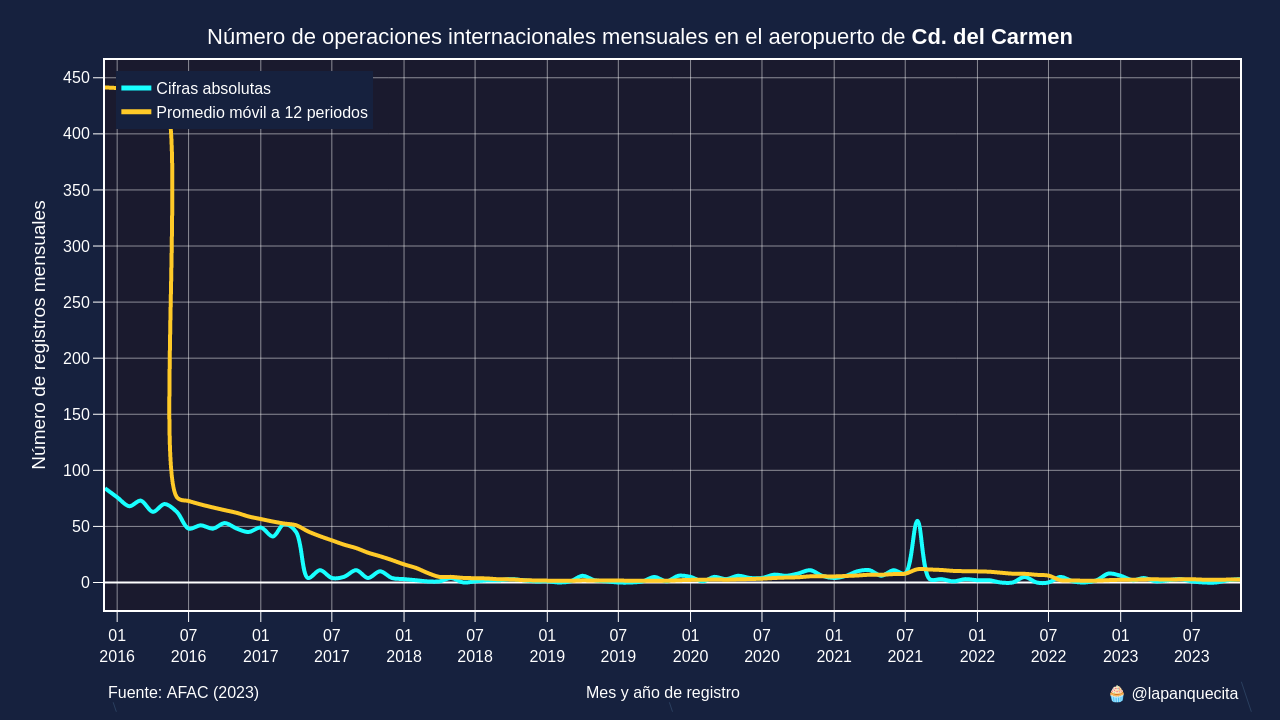 Número de operaciones internacionales mensuales en el aeropuerto de Cd. del Carmen
Número de registros mensuales
450
400
350
300
250
200
150
100
50
0
Cifras absolutas
Promedio móvil a 12 periodos
01 07 01 07 01 07 01 07 01 07 01 07 01 07 01 07
2016 2016 2017 2017 2018 2018 2019 2019 2020 2020 2021 2021 2022 2022 2023 2023
Fuente: AFAC (2023)
Mes y año de registro
🧁 @lapanquecita